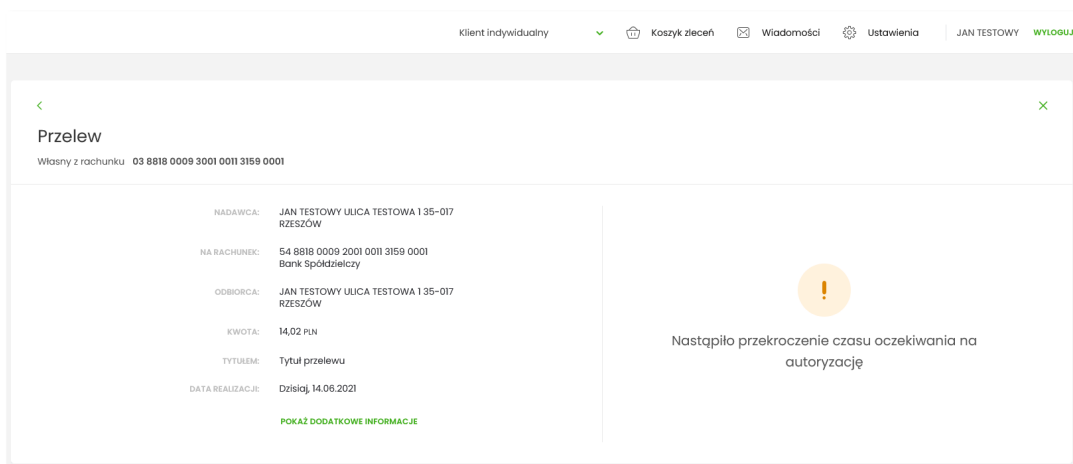 Klient indywidualny Koszyk zleceń Wiadomości Ustawienia JAN TESTOWY WYLOGUJ
Przelew
Własny z rachunku 03 8818 0009 3001 0011 3159 0001
NADAWCA: JAN TESTOWY ULICA TESTOWA 1 35-017
RZESZÓW
NA RACHUNEK: 54 8818 0009 2001 0011 3159 0001
Bank Spółdzielczy
ODBIORCA: JAN TESTOWY ULICA TESTOWA 1 35-017
RZESZÓW
KWOTA: 14,02 PLN
TYTUŁEM: Tytuł przelewu
DATA REALIZACJI: Dzisiaj, 14.06.2021
POKAŻ DODATKOWE INFORMACJE
Nastąpiło przekroczenie czasu oczekiwania na
autoryzację